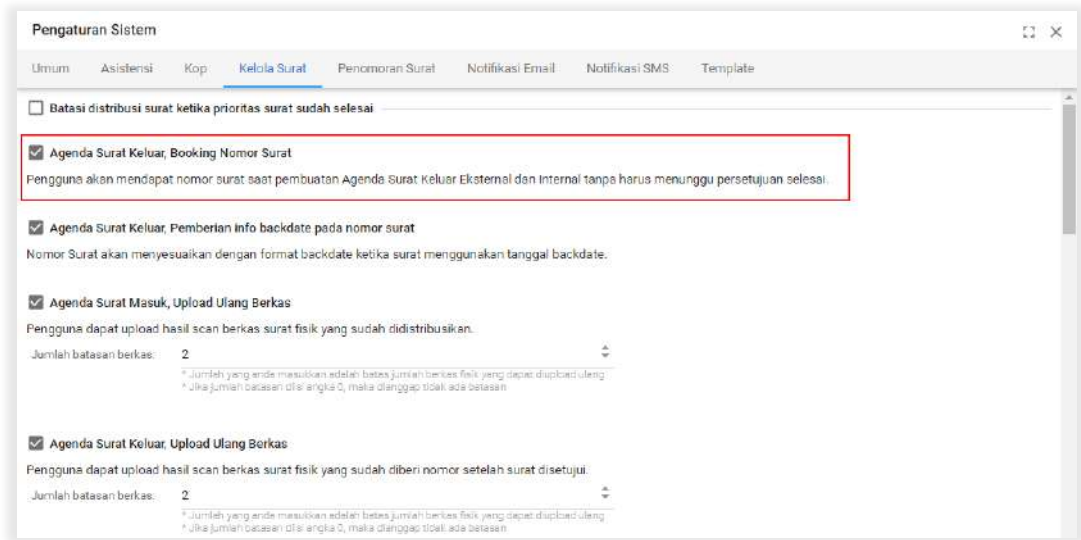 Pengaturan Sistem
Umum Asistensi Kop Kelola Surat Penomoran Surat Notifikasi Email Notifikasi SMS Template
Batasi distribusi surat ketika prioritas surat sudah selesai
Agenda Surat Keluar, Booking Nomor Surat
Pengguna akan mendapat nomor surat saat pembuatan Agenda Surat Keluar Eksternal dan Internal tanpa harus menunggu persetujuan selesai.
Agenda Surat Keluar, Pemberian info backdate pada nomor surat
Nomor Surat akan menyesuaikan dengan format backdate ketika surat menggunakan tanggal backdate.
Agenda Surat Masuk, Upload Ulang Berkas
Pengguna dapat upload hasil scan berkas surat fisik yang sudah didistribusikan.
Jumlah batasan berkas: 2
* Jumlah yang anda masukkan adalah batas jumlah berkas fisik yang dapat diupload ulang
* Jika jumlah batasan diisi angka 0, maka dianggap tidak ada batasan
Agenda Surat Keluar, Upload Ulang Berkas
Pengguna dapat upload hasil scan berkas surat fisik yang sudah diberi nomor setelah surat disetujui.
Jumlah batasan berkas: 2
* Jumlah yang anda masukkan adalah batas jumlah berkas fisik yang dapat diupload ulang
* Jika jumlah batasan diisi angka 0, maka dianggap tidak ada batasan